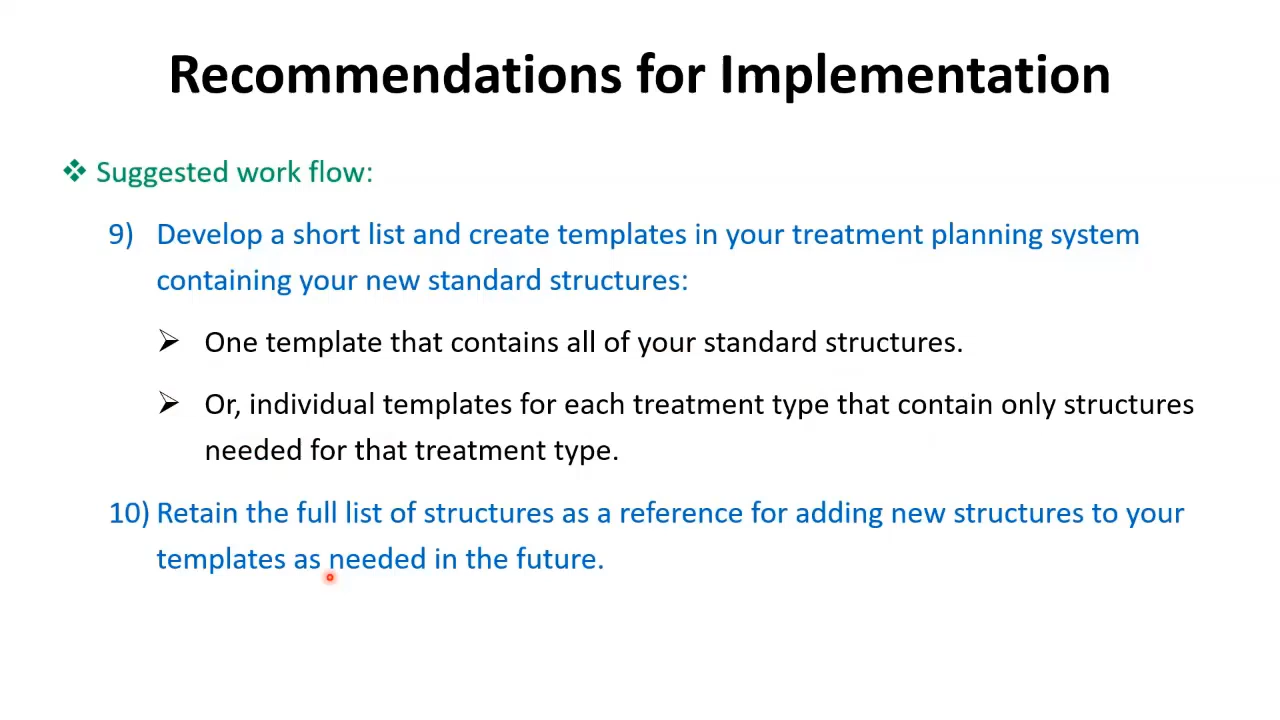 Recommendations for Implementation
❖ Suggested work flow:
9) Develop a short list and create templates in your treatment planning system
containing your new standard structures:
➢ One template that contains all of your standard structures.
➢ Or, individual templates for each treatment type that contain only structures
needed for that treatment type.
10) Retain the full list of structures as a reference for adding new structures to your
templates as needed in the future.